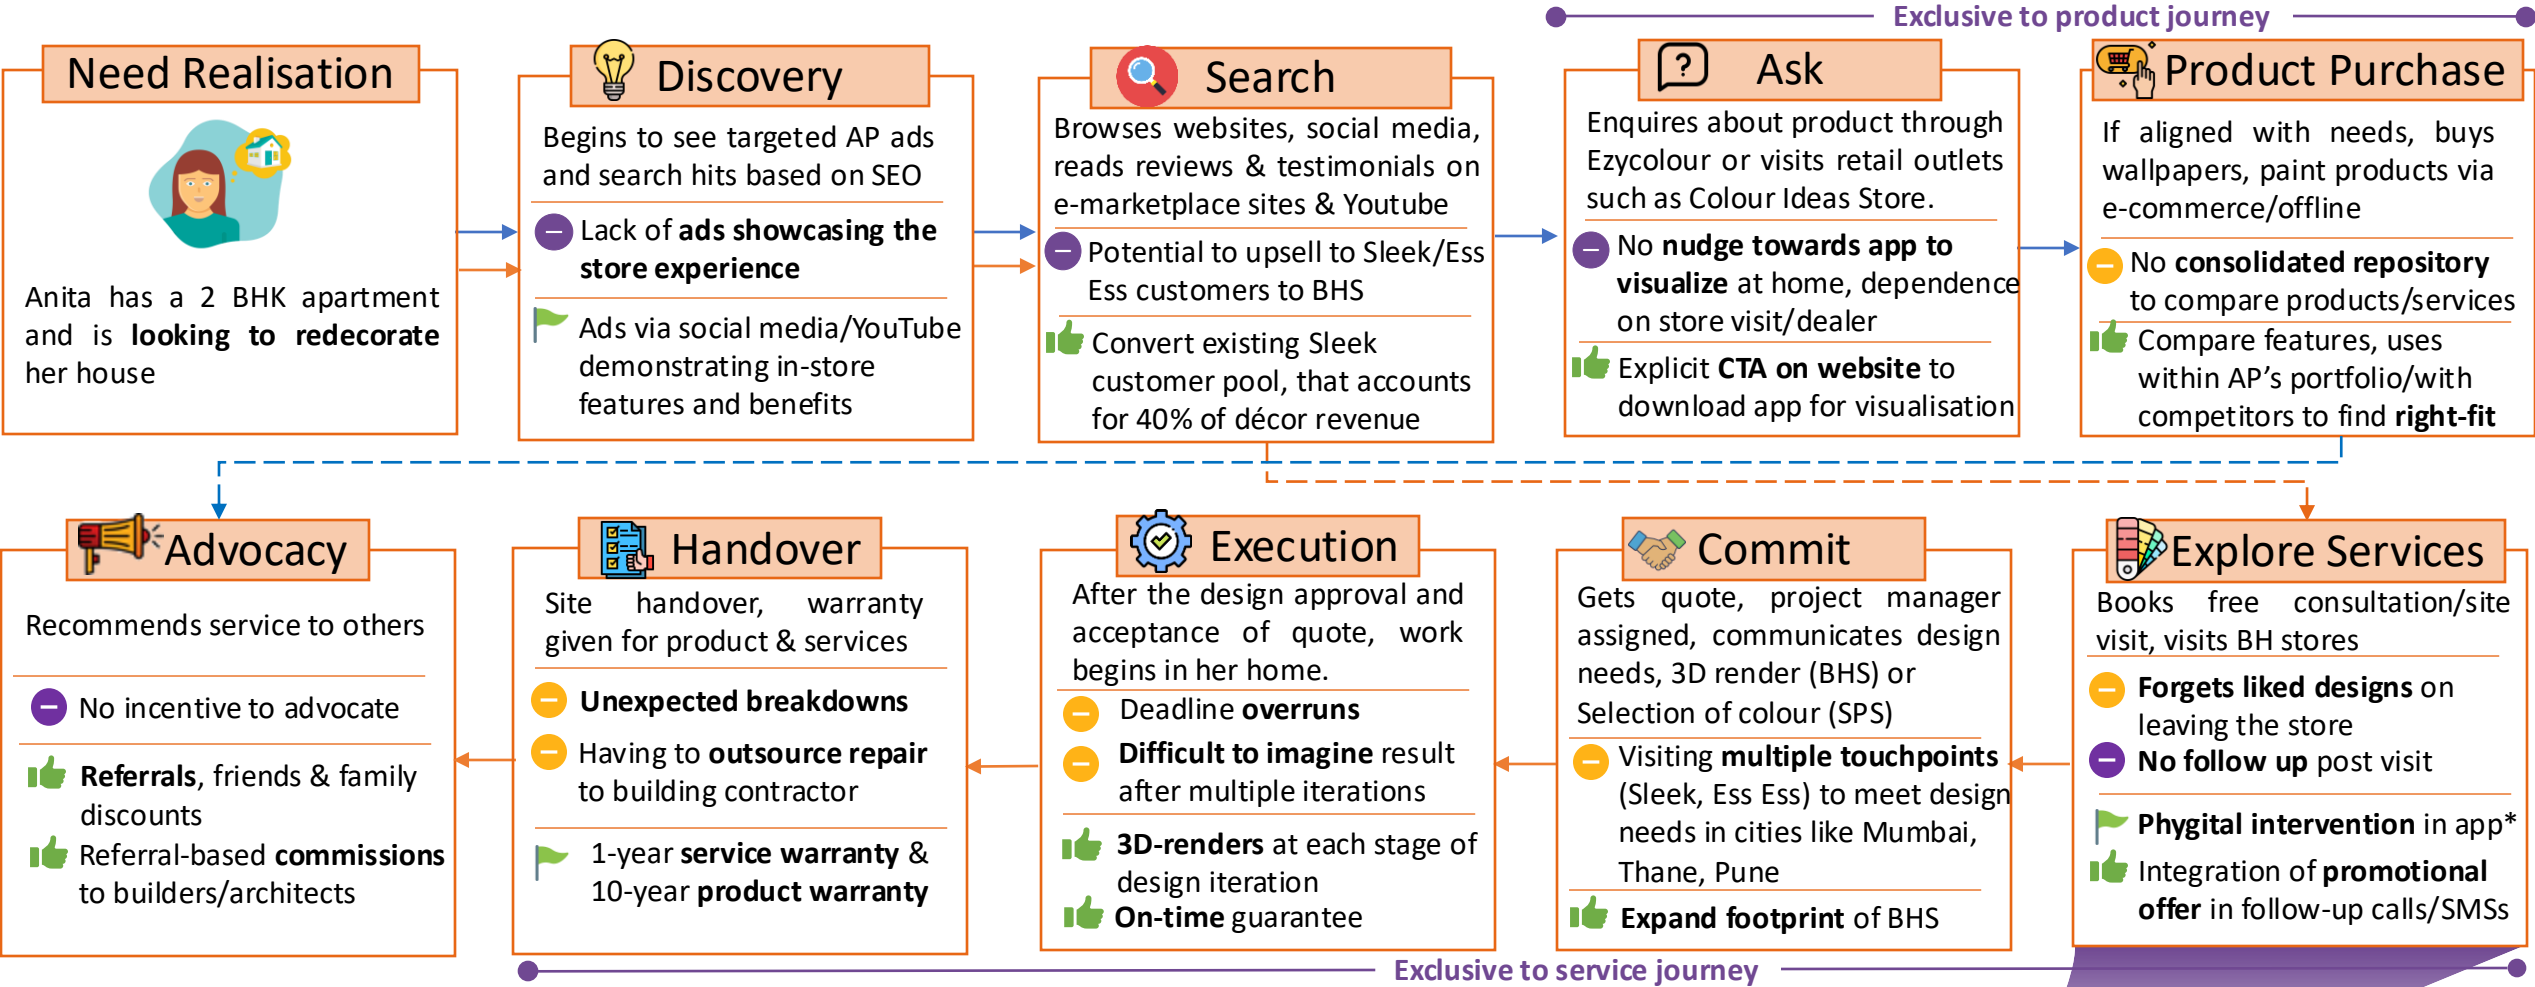 Exclusive to product journey
Need Realisation
Anita has a 2 BHK apartment
and is looking to redecorate
her house
Discovery
Begins to see targeted AP ads
and search hits based on SEO
Lack of ads showcasing the
store experience
Ads via social media/YouTube
demonstrating in-store
features and benefits
Search
Browses websites, social media,
reads reviews & testimonials on
e-marketplace sites & Youtube
Potential to upsell to Sleek/Ess
Ess customers to BHS
Convert existing Sleek
customer pool, that accounts
for 40% of décor revenue
Ask
Enquires about product through
Ezycolour or visits retail outlets
such as Colour Ideas Store.
No nudge towards app to
visualize at home, dependence
on store visit/dealer
Explicit CTA on website to
download app for visualisation
Product Purchase
If aligned with needs, buys
wallpapers, paint products via
e-commerce/offline
No consolidated repository
to compare products/services
Compare features, uses
within AP’s portfolio/with
competitors to find right-fit
Advocacy
Recommends service to others
No incentive to advocate
Referrals, friends & family
discounts
Referral-based commissions
to builders/architects
Handover
Site handover, warranty
given for product & services
Unexpected breakdowns
Having to outsource repair
to building contractor
1-year service warranty &
10-year product warranty
Execution
After the design approval and
acceptance of quote, work
begins in her home.
Deadline overruns
Difficult to imagine result
after multiple iterations
3D-renders at each stage of
design iteration
On-time guarantee
Commit
Gets quote, project manager
assigned, communicates design
needs, 3D render (BHS) or
Selection of colour (SPS)
Visiting multiple touchpoints
(Sleek, Ess Ess) to meet design
needs in cities like Mumbai,
Thane, Pune
Expand footprint of BHS
Explore Services
Books free consultation/site
visit, visits BH stores
Forgets liked designs on
leaving the store
No follow up post visit
Phygital intervention in app*
Integration of promotional
offer in follow-up calls/SMSs
Exclusive to service journey